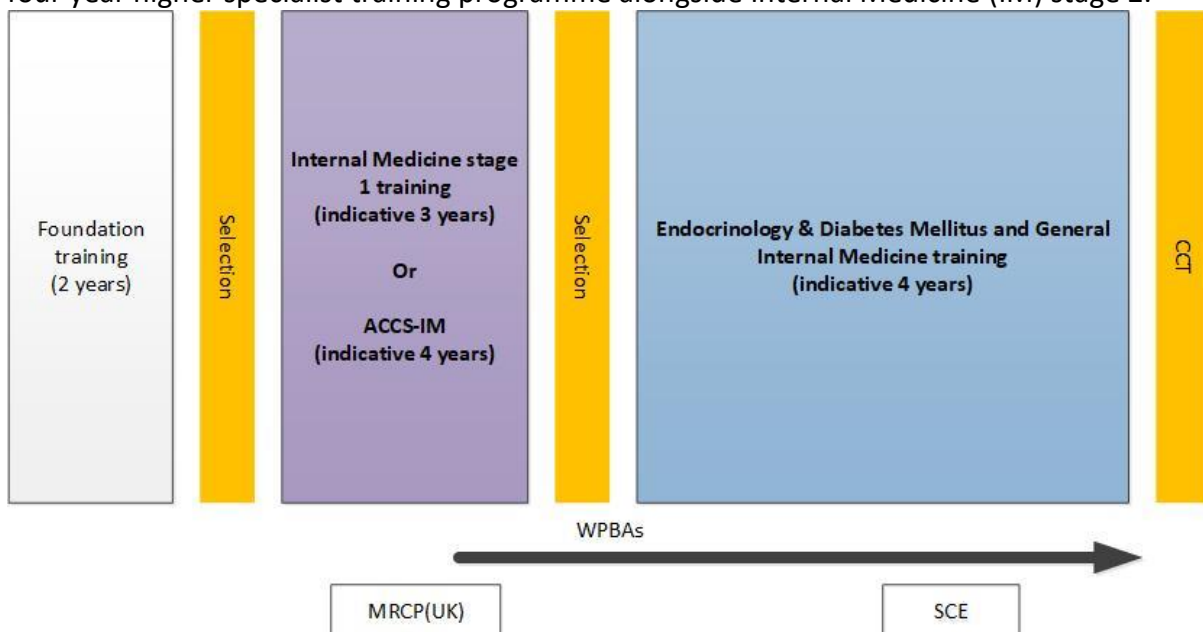 four year higher specialist training programme alongside Internal Medicine (IM) stage 2.
Foundation
training
(2 years)
Selection
Internal Medicine stage
1 training
(indicative 3 years)
Or
ACCS-IM
(indicative 4 years)
Selection
Endocrinology & Diabetes Mellitus and General
Internal Medicine training
(indicative 4 years)
CCT
WPBAs
MRCP(UK)
SCE